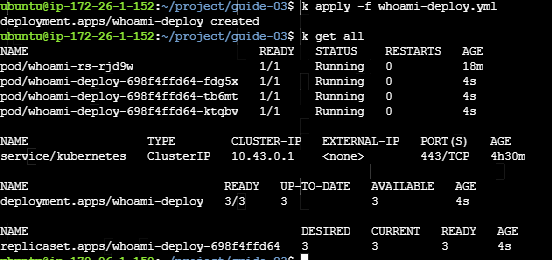 ubuntu@ip-172-26-1-152:~/project/guide-03$ k apply -f whoami-deploy.yml
deployment.apps/whoami-deploy created
ubuntu@ip-172-26-1-152:~/project/guide-03$ k get all
NAME READY STATUS RESTARTS AGE
pod/whoami-rs-rjd9w 1/1 Running 0 18m
pod/whoami-deploy-698f4ffd64-fdg5x 1/1 Running 0 4s
pod/whoami-deploy-698f4ffd64-tb6mt 1/1 Running 0 4s
pod/whoami-deploy-698f4ffd64-ktqbv 1/1 Running 0 4s
NAME TYPE CLUSTER-IP EXTERNAL-IP PORT(S) AGE
service/kubernetes ClusterIP 10.43.0.1 <none> 443/TCP 4h30m
NAME READY UP-TO-DATE AVAILABLE AGE
deployment.apps/whoami-deploy 3/3 3 3 4s
NAME DESIRED CURRENT READY AGE
replicaset.apps/whoami-deploy-698f4ffd64 3 3 3 4s
ubuntu@ip-172-26-1-152:~/project/guide-03$